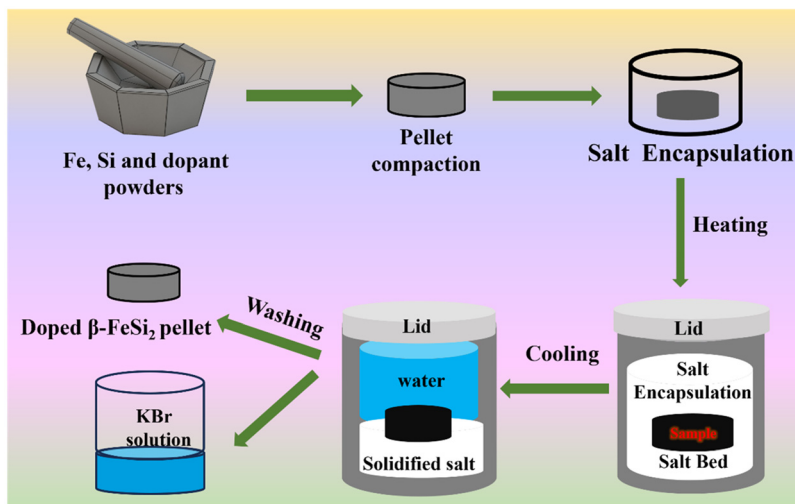 Fe, Si and dopant
powders
Pellet
compaction
Salt Encapsulation
Heating
Lid
Salt
Encapsulation
Sample
Salt Bed
Cooling
Lid
water
Solidified salt
Washing
Doped β-FeSi₂ pellet
KBr
solution